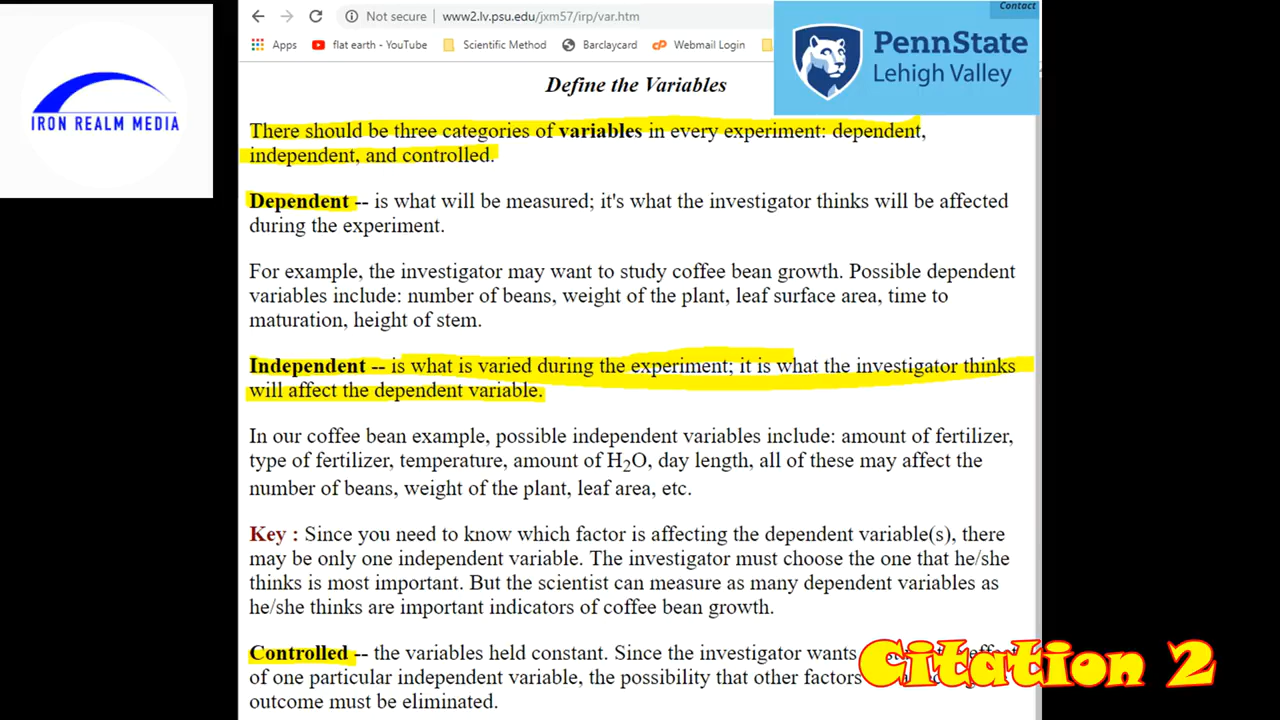 Contact
Not secure | www2.lv.psu.edu/jxm57/irp/var.htm
Apps flat earth - YouTube Scientific Method Barclaycard Webmail Login
PennState
Lehigh Valley
IRON REALM MEDIA
Define the Variables
There should be three categories of variables in every experiment: dependent,
independent, and controlled.
Dependent -- is what will be measured; it's what the investigator thinks will be affected
during the experiment.
For example, the investigator may want to study coffee bean growth. Possible dependent
variables include: number of beans, weight of the plant, leaf surface area, time to
maturation, height of stem.
Independent -- is what is varied during the experiment; it is what the investigator thinks
will affect the dependent variable.
In our coffee bean example, possible independent variables include: amount of fertilizer,
type of fertilizer, temperature, amount of H2O, day length, all of these may affect the
number of beans, weight of the plant, leaf area, etc.
Key : Since you need to know which factor is affecting the dependent variable(s), there
may be only one independent variable. The investigator must choose the one that he/she
thinks is most important. But the scientist can measure as many dependent variables as
he/she thinks are important indicators of coffee bean growth.
Controlled -- the variables held constant. Since the investigator wants
of one particular independent variable, the possibility that other factors
outcome must be eliminated.
Citation 2